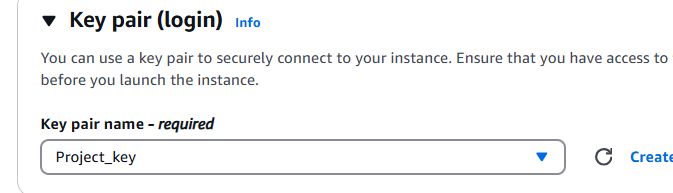 Key pair (login) Info
You can use a key pair to securely connect to your instance. Ensure that you have access to
before you launch the instance.
Key pair name - required
Project_key
Create